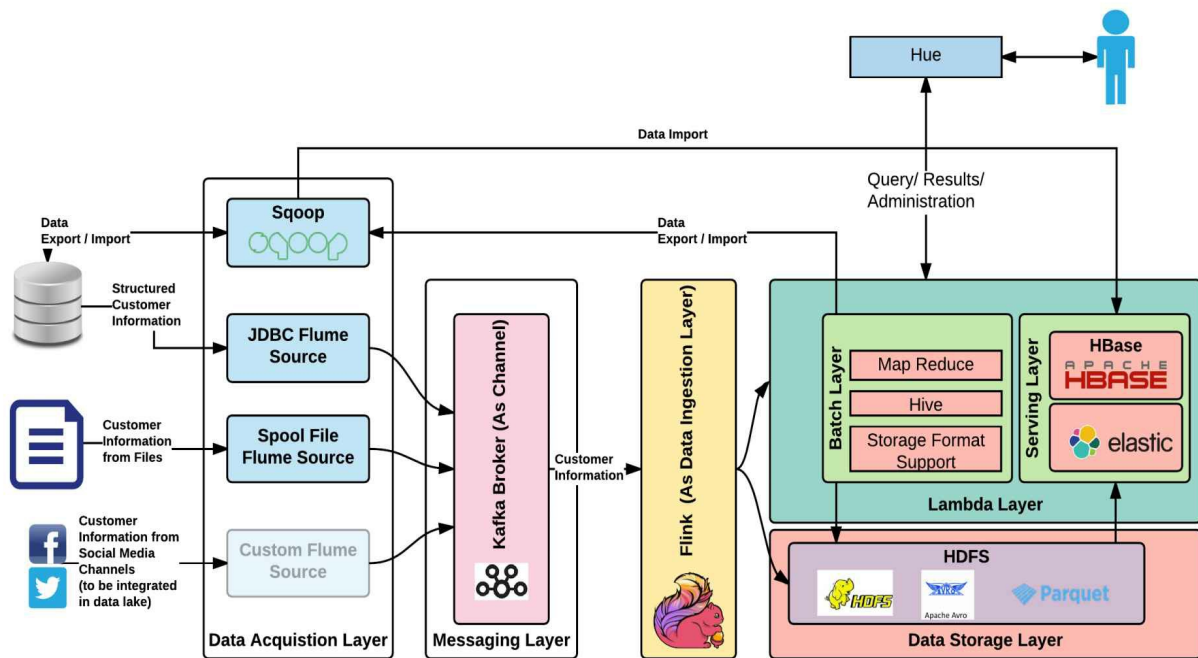 Hue
Data Import
Query/ Results/
Administration
Data
Export / Import
Sqoop
sqoop
Data
Export / Import
Structured
Customer
Information
JDBC Flume
Source
Customer
Information
from Files
Spool File
Flume Source
Customer
Information from
Social Media
Channels
(to be integrated
in data lake)
Custom Flume
Source
Data Acquistion Layer
Kafka Broker (As Channel)
Messaging Layer
Customer
Information
Flink (As Data Ingestion Layer)
Batch Layer
Map Reduce
Hive
Storage Format
Support
Serving Layer
HBase
APACHE
HBASE
elastic
Lambda Layer
HDFS
HDFS
AVRO
Apache Avro
Parquet
Data Storage Layer